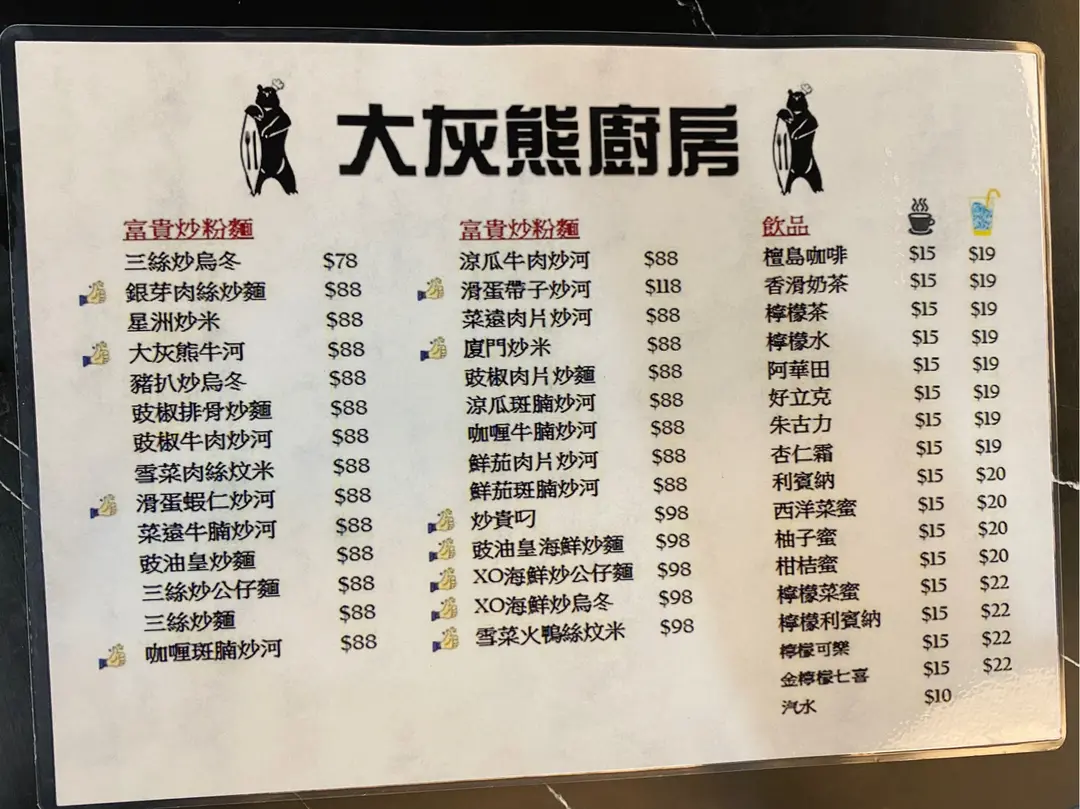 大灰熊廚房
富貴炒粉麵
三絲炒烏冬 $78
銀芽肉絲炒麵 $88
星洲炒米 $88
大灰熊牛河 $88
豬扒炒烏冬 $88
豉椒排骨炒麵 $88
豉椒牛肉炒河 $88
雪菜肉絲炆米 $88
滑蛋蝦仁炒河 $88
菜遠牛腩炒河 $88
豉油皇炒麵 $88
三絲炒公仔麵 $88
三絲炒麵 $88
咖喱斑腩炒河 $88
富貴炒粉麵
涼瓜牛肉炒河 $88
滑蛋帶子炒河 $118
菜遠肉片炒河 $88
廈門炒米 $88
豉椒肉片炒麵 $88
涼瓜斑腩炒河 $88
咖喱牛腩炒河 $88
鮮茄肉片炒河 $88
鮮茄斑腩炒河 $88
炒貴叼 $98
豉油皇海鮮炒麵 $98
XO海鮮炒公仔麵 $98
XO海鮮炒烏冬 $98
雪菜火鴨絲炆米 $98
飲品
檀島咖啡 $15 $19
香滑奶茶 $15 $19
檸檬茶 $15 $19
檸檬水 $15 $19
阿華田 $15 $19
好立克 $15 $19
朱古力 $15 $19
杏仁霜 $15 $19
利賓納 $15 $20
西洋菜蜜 $15 $20
柚子蜜 $15 $20
柑桔蜜 $15 $20
檸檬菜蜜 $15 $22
檸檬利賓納 $15 $22
檸檬可樂 $15 $22
金檸檬七喜 $15 $22
汽水 $10